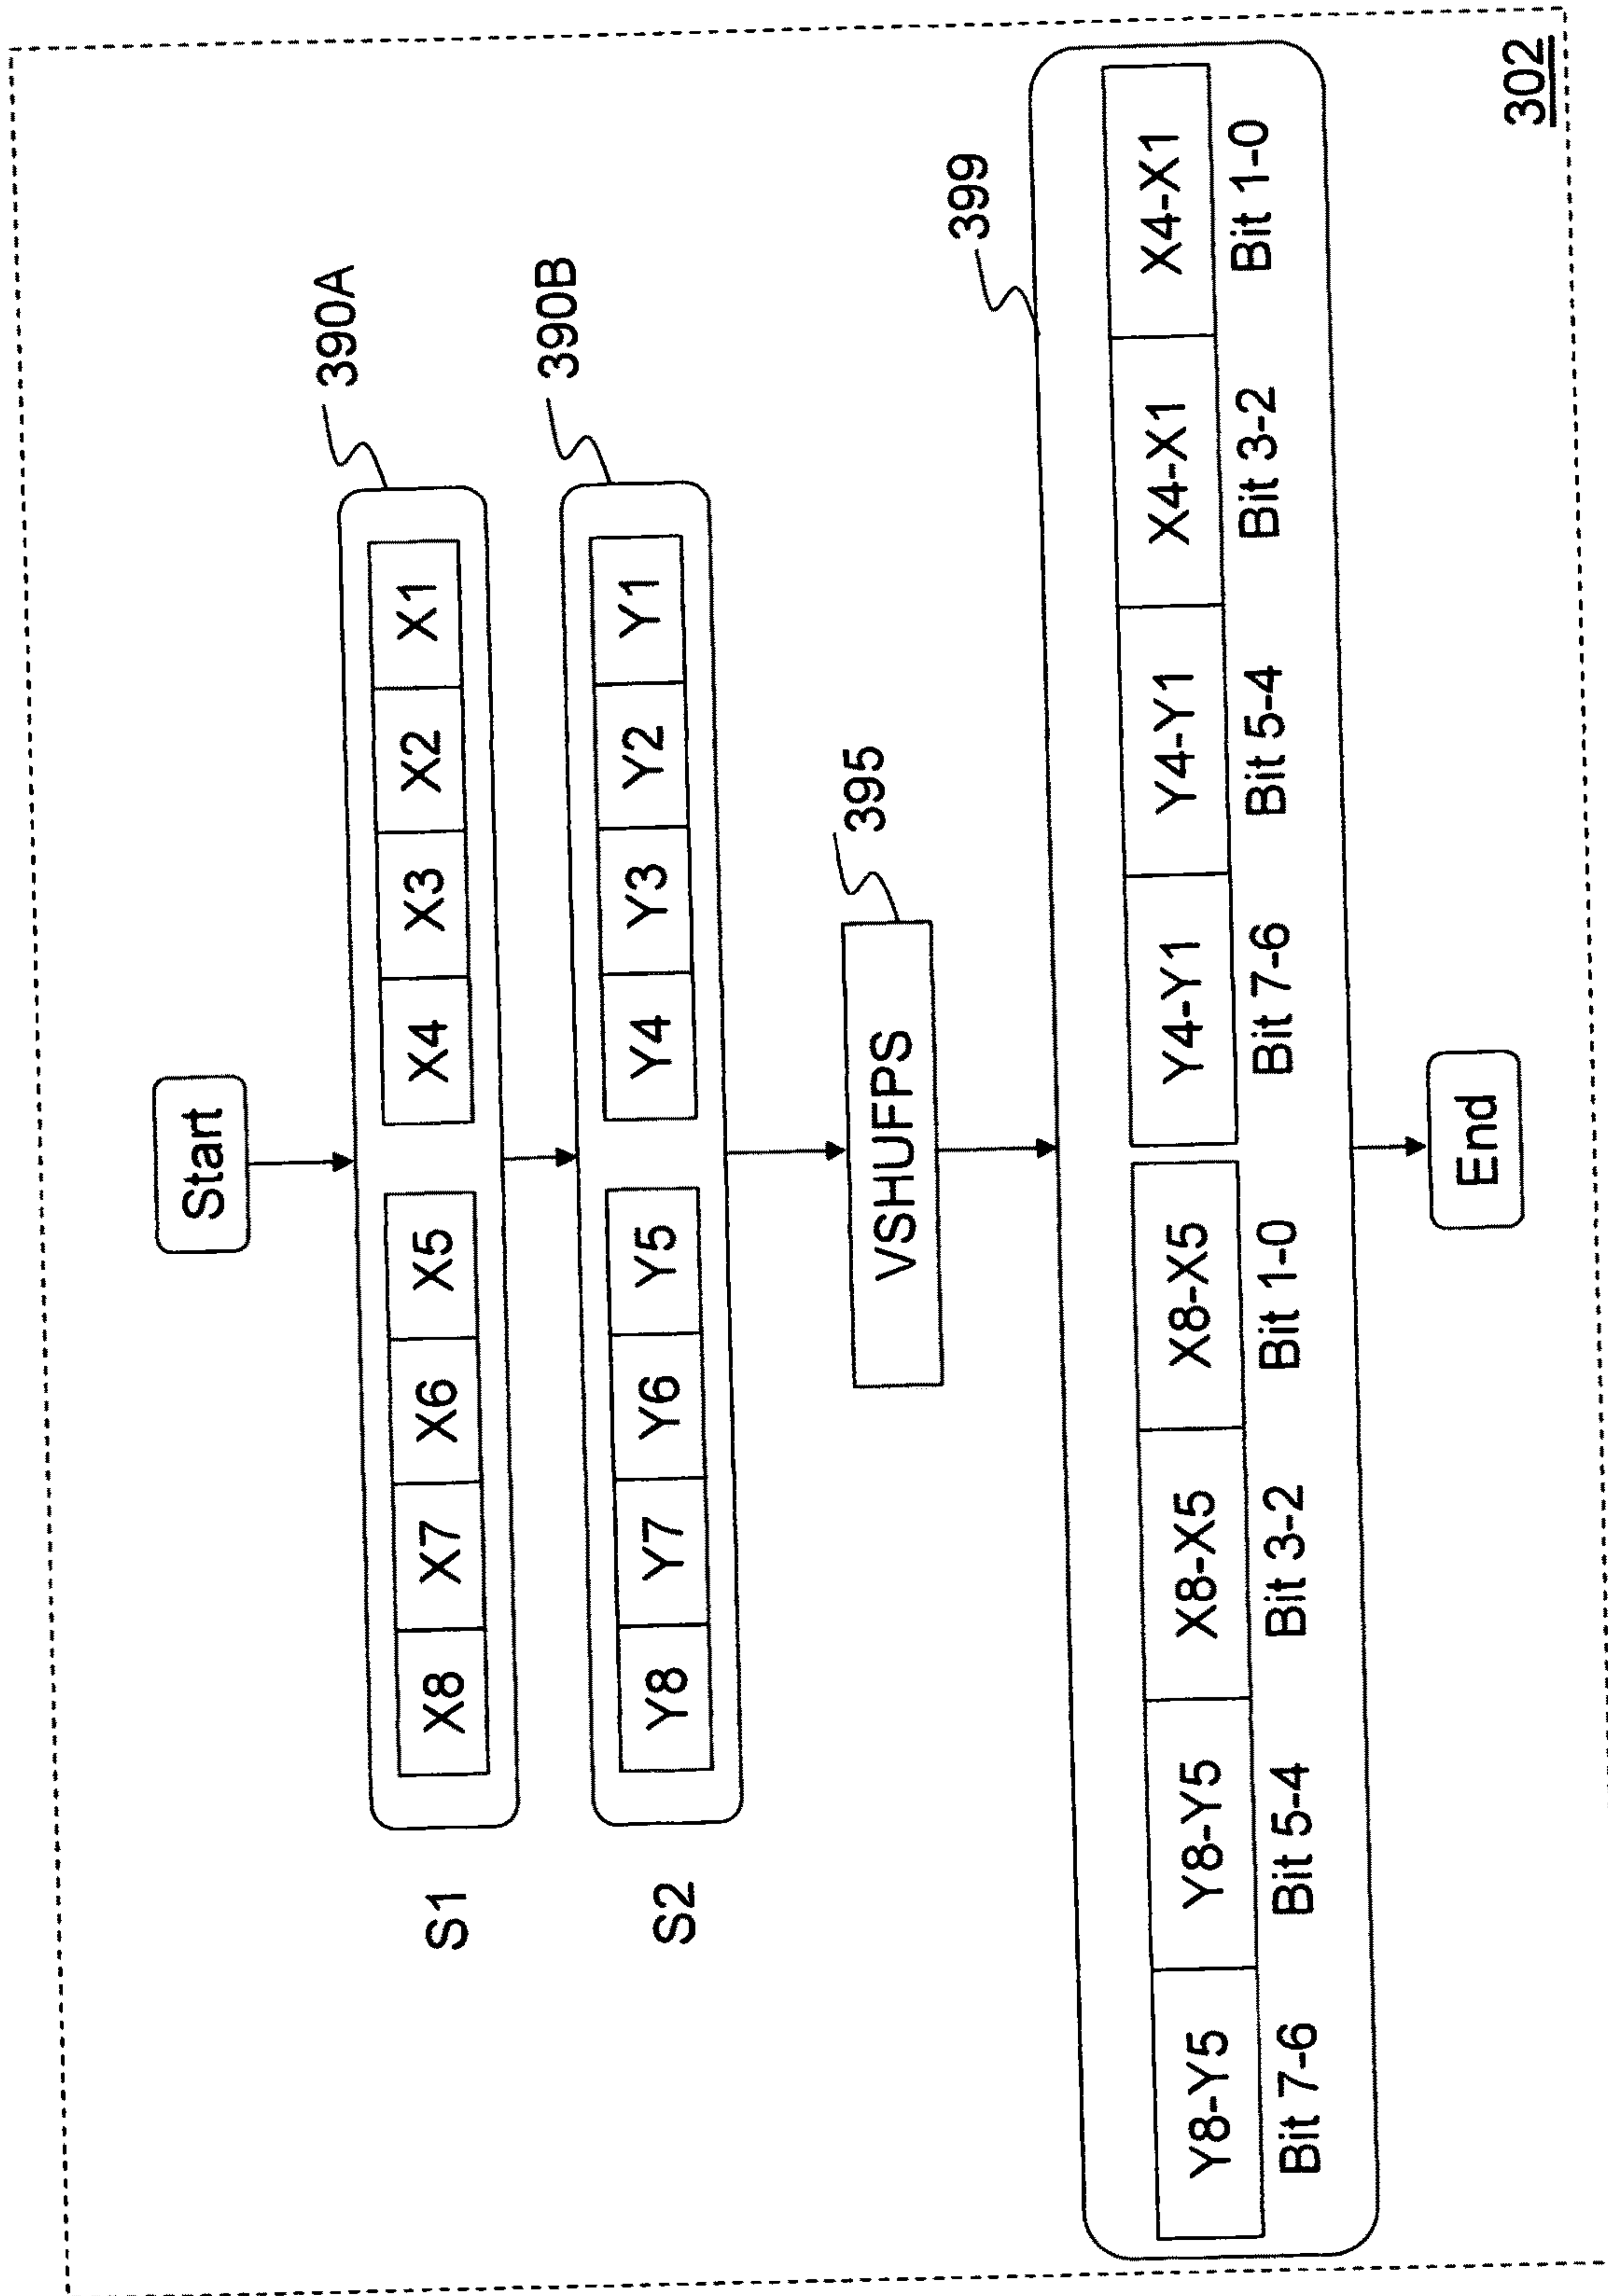 Start
390A
S1 X8 X7 X6 X5 X4 X3 X2 X1
390B
S2 Y8 Y7 Y6 Y5 Y4 Y3 Y2 Y1
395
VSHUFPS
399
Y8-Y5 Y8-Y5 X8-X5 X8-X5 Y4-Y1 Y4-Y1 X4-X1 X4-X1
Bit 7-6 Bit 5-4 Bit 3-2 Bit 1-0 Bit 7-6 Bit 5-4 Bit 3-2 Bit 1-0
End
302